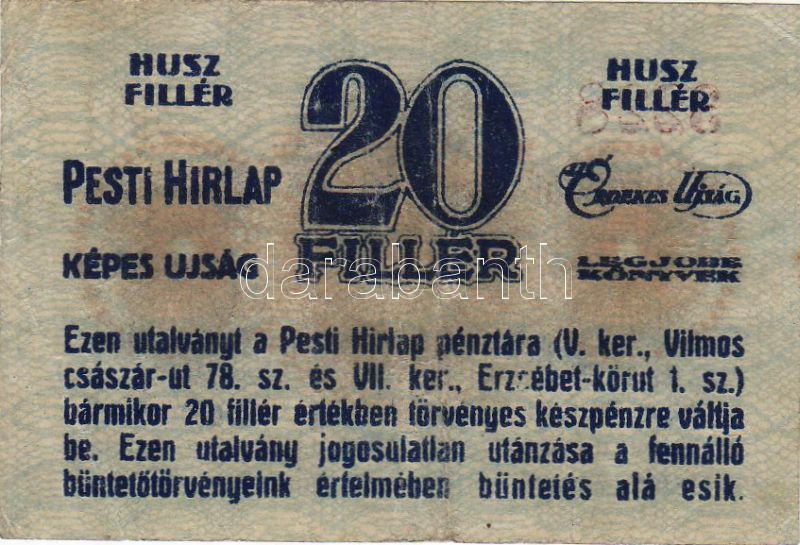 HUSZ
FILLÉR
20
FILLÉR
HUSZ
FILLÉR
PESTI HIRLAP
Az Érdekes Ujság
KÉPES UJSÁG
LEGJOBB
KÖNYVEK
darabanth
Ezen utalványt a Pesti Hirlap pénztára (V. ker., Vilmos
császár-ut 78. sz. és VII. ker., Erzsébet-körut 1. sz.)
bármikor 20 fillér értékben törvényes készpénzre váltja
be. Ezen utalvány jogosulatlan utánzása a fennálló
büntetőtörvényeink értelmében büntetés alá esik.